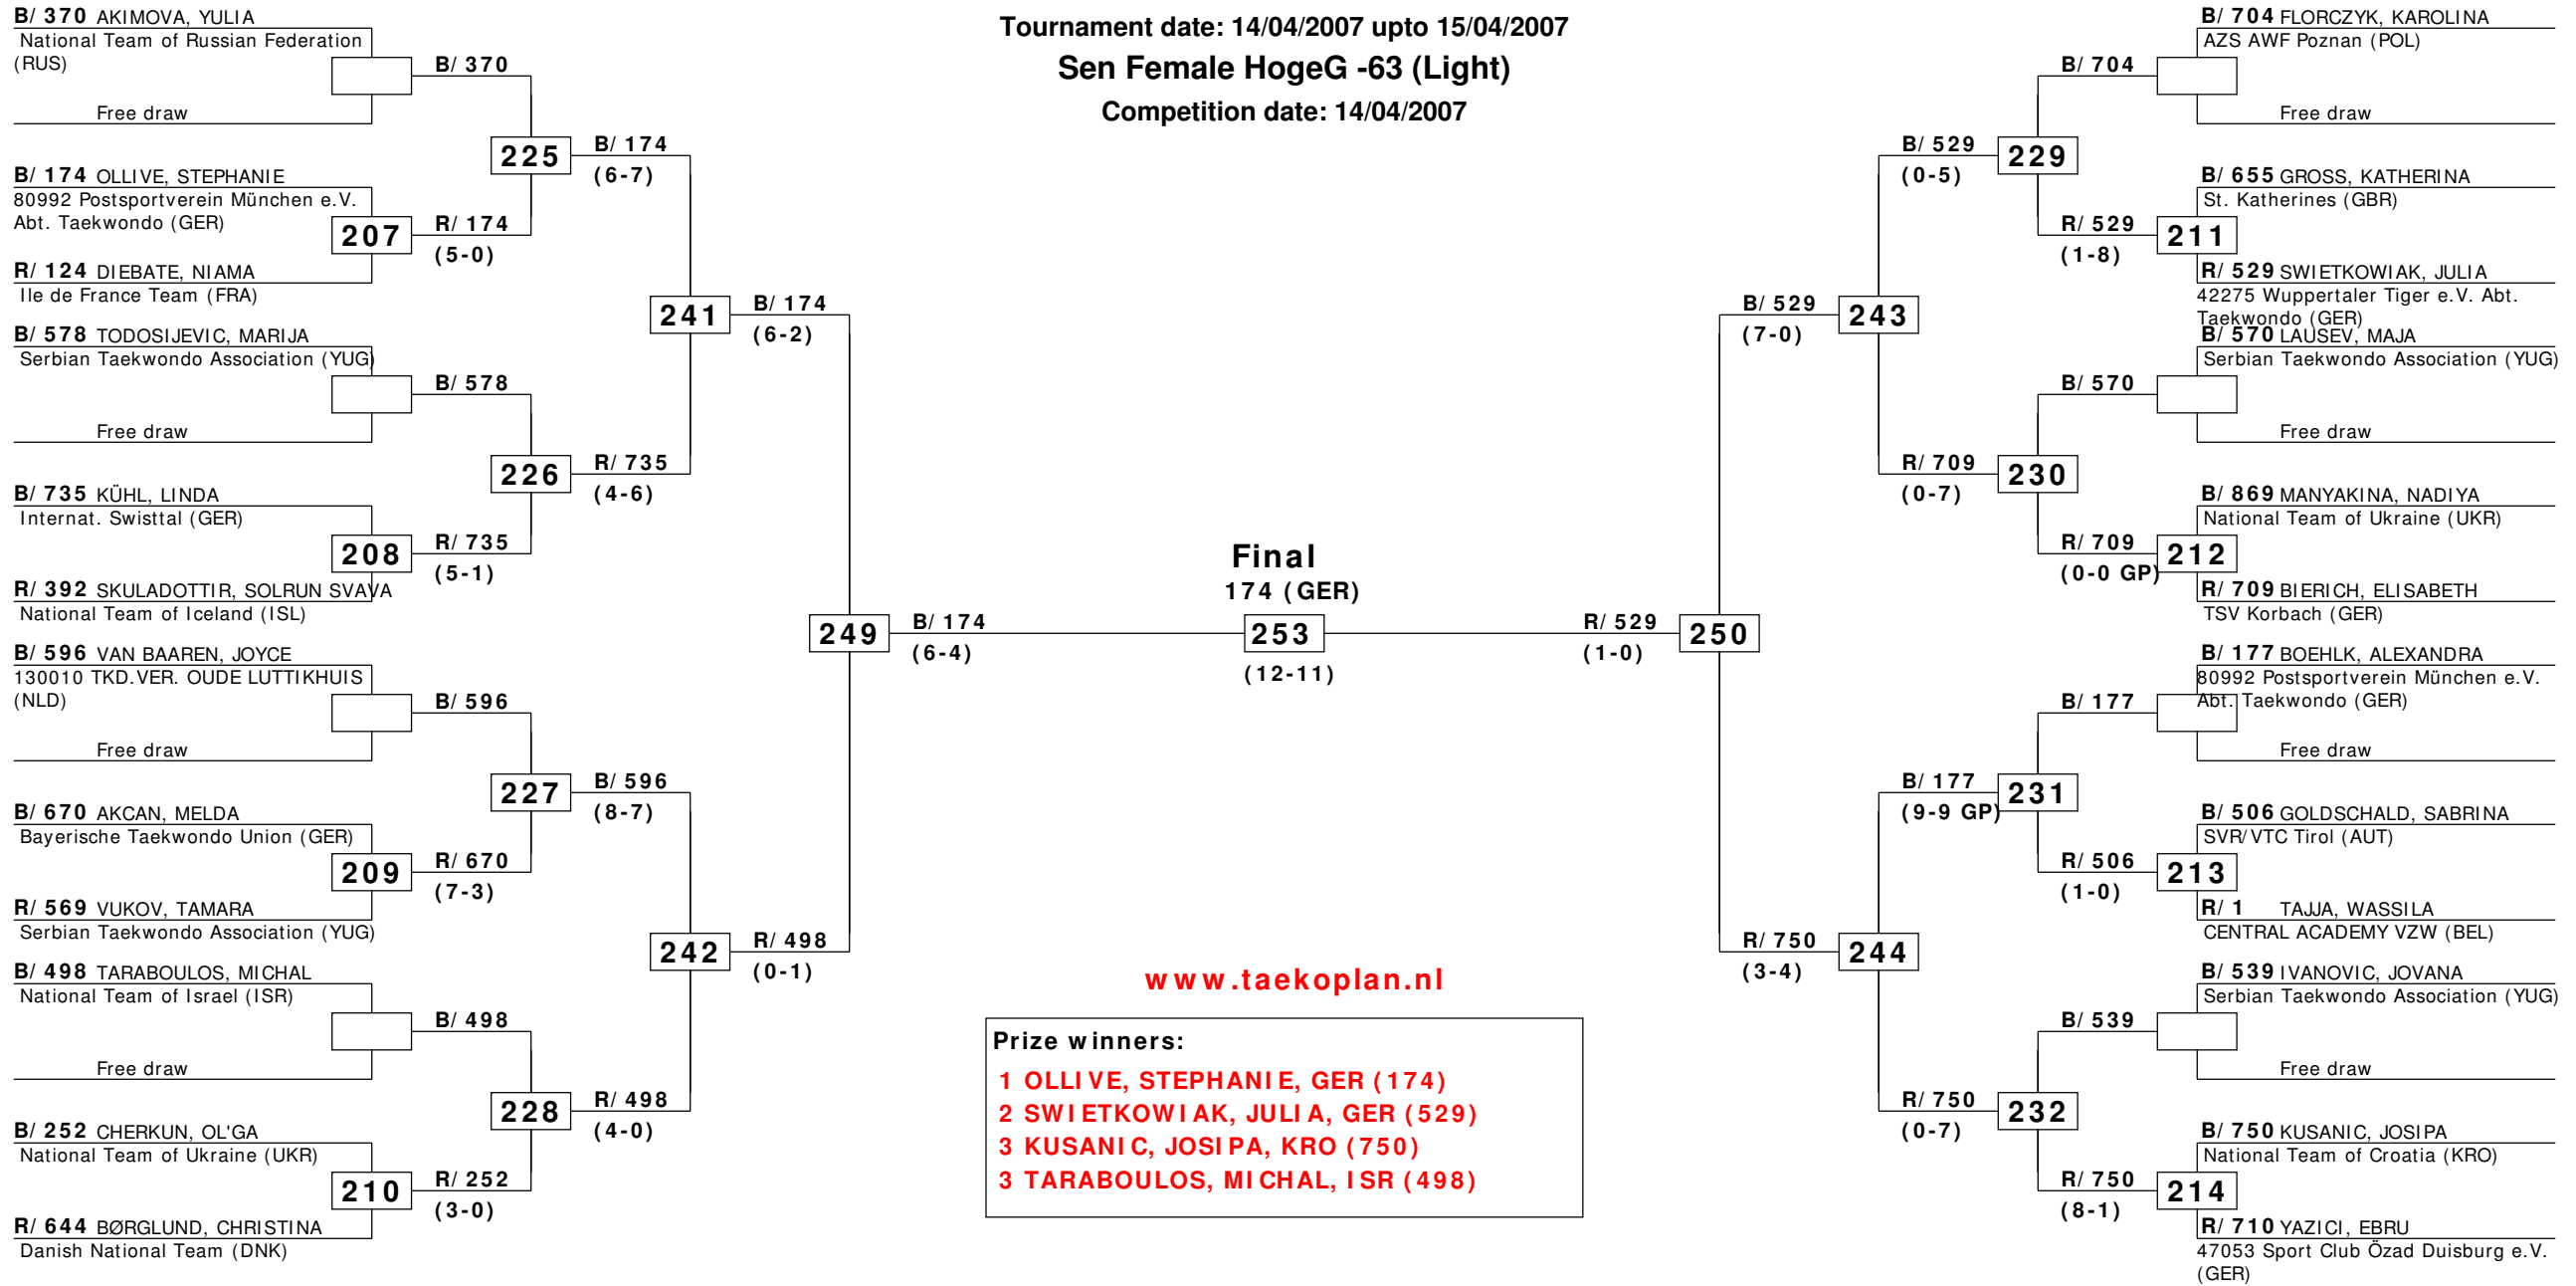 Tournament date: 14/04/2007 upto 15/04/2007
Sen Female HogeG -63 (Light)
Competition date: 14/04/2007
B/ 370 AKIMOVA, YULIA
National Team of Russian Federation
(RUS)
Free draw
B/ 174 OLLIVE, STEPHANIE
80992 Postsportverein München e.V.
Abt. Taekwondo (GER)
R/ 124 DIEBATE, NIAMA
Ile de France Team (FRA)
B/ 578 TODOSIJEVIC, MARIJA
Serbian Taekwondo Association (YUG)
Free draw
B/ 735 KÜHL, LINDA
Internat. Swisttal (GER)
R/ 392 SKULADOTTIR, SOLRUN SVAVA
National Team of Iceland (ISL)
B/ 596 VAN BAAREN, JOYCE
130010 TKD.VER. OUDE LUTTIKHUIS
(NLD)
Free draw
B/ 670 AKCAN, MELDA
Bayerische Taekwondo Union (GER)
R/ 569 VUKOV, TAMARA
Serbian Taekwondo Association (YUG)
B/ 498 TARABOULOS, MICHAL
National Team of Israel (ISR)
Free draw
B/ 252 CHERKUN, OL'GA
National Team of Ukraine (UKR)
R/ 644 BØRGLUND, CHRISTINA
Danish National Team (DNK)
B/ 370
207
R/ 174
(5-0)
B/ 578
208
R/ 735
(5-1)
B/ 596
209
R/ 670
(7-3)
B/ 498
210
R/ 252
(3-0)
225
B/ 174
(6-7)
226
R/ 735
(4-6)
227
B/ 596
(8-7)
228
R/ 498
(4-0)
241
B/ 174
(6-2)
242
R/ 498
(0-1)
249
B/ 174
(6-4)
Final
174 (GER)
253
(12-11)
R/ 529
(1-0)
250
B/ 529
(7-0)
243
R/ 750
(3-4)
244
B/ 529
(0-5)
229
R/ 709
(0-7)
230
B/ 177
(9-9 GP)
231
R/ 750
(0-7)
232
B/ 704
R/ 529
(1-8)
211
B/ 570
R/ 709
(0-0 GP)
212
B/ 177
R/ 506
(1-0)
213
B/ 539
R/ 750
(8-1)
214
B/ 704 FLORCZYK, KAROLINA
AZS AWF Poznan (POL)
Free draw
B/ 655 GROSS, KATHERINA
St. Katherines (GBR)
R/ 529 SWIETKOWIAK, JULIA
42275 Wuppertaler Tiger e.V. Abt.
Taekwondo (GER)
B/ 570 LAUSEV, MAJA
Serbian Taekwondo Association (YUG)
Free draw
B/ 869 MANYAKINA, NADIYA
National Team of Ukraine (UKR)
R/ 709 BIERICH, ELISABETH
TSV Korbach (GER)
B/ 177 BOEHLK, ALEXANDRA
80992 Postsportverein München e.V.
Abt. Taekwondo (GER)
Free draw
B/ 506 GOLDSCHALD, SABRINA
SVR/VTC Tirol (AUT)
R/ 1 TAJJA, WASSILA
CENTRAL ACADEMY VZW (BEL)
B/ 539 IVANOVIC, JOVANA
Serbian Taekwondo Association (YUG)
Free draw
B/ 750 KUSANIC, JOSIPA
National Team of Croatia (KRO)
R/ 710 YAZICI, EBRU
47053 Sport Club Özad Duisburg e.V.
(GER)
www.taekoplan.nl
Prize winners:
1 OLLIVE, STEPHANIE, GER (174)
2 SWIETKOWIAK, JULIA, GER (529)
3 KUSANIC, JOSIPA, KRO (750)
3 TARABOULOS, MICHAL, ISR (498)